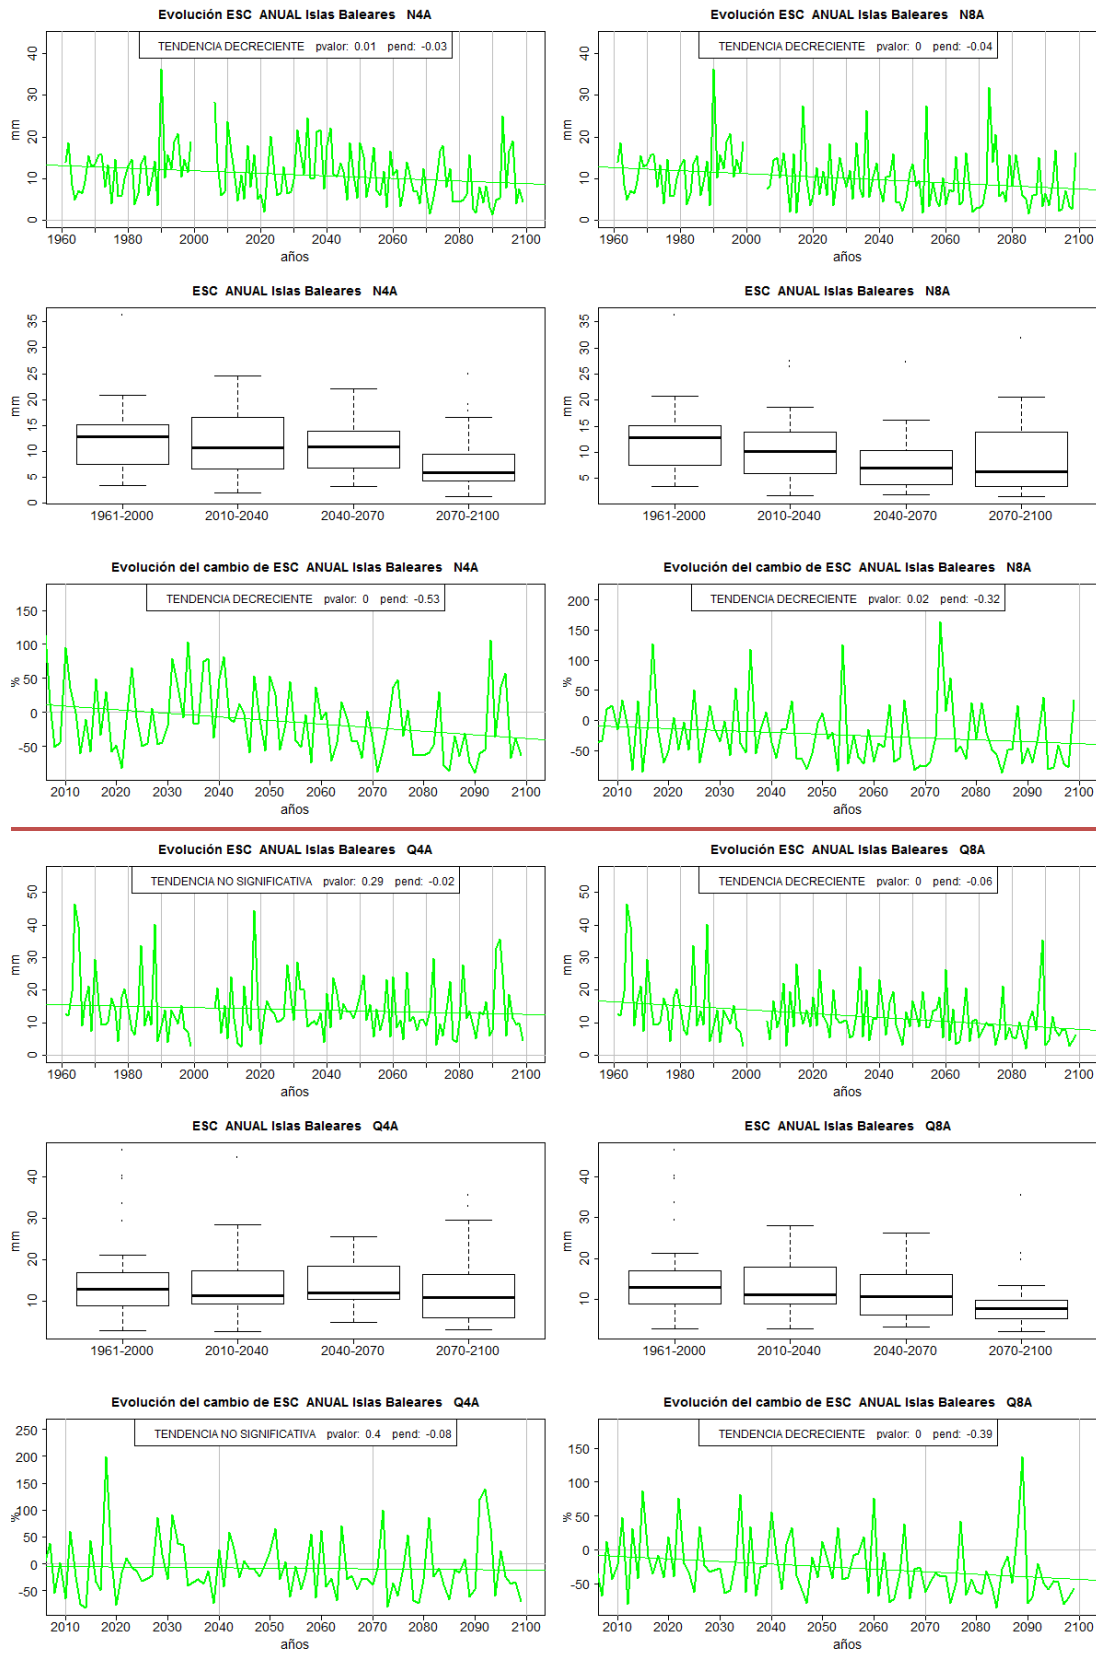 Evolución ESC ANUAL Islas Baleares N4A
TENDENCIA DECRECIENTE pvalor: 0.01 pend: -0.03
mm
40
30
20
10
0
1960 1980 2000 2020 2040 2060 2080 2100
años
Evolución ESC ANUAL Islas Baleares N8A
TENDENCIA DECRECIENTE pvalor: 0 pend: -0.04
mm
40
30
20
10
0
1960 1980 2000 2020 2040 2060 2080 2100
años
ESC ANUAL Islas Baleares N4A
mm
35
30
25
20
15
10
5
0
1961-2000 2010-2040 2040-2070 2070-2100
ESC ANUAL Islas Baleares N8A
mm
35
30
25
20
15
10
5
1961-2000 2010-2040 2040-2070 2070-2100
Evolución del cambio de ESC ANUAL Islas Baleares N4A
TENDENCIA DECRECIENTE pvalor: 0 pend: -0.53
%
150
100
50
0
-50
2010 2020 2030 2040 2050 2060 2070 2080 2090 2100
años
Evolución del cambio de ESC ANUAL Islas Baleares N8A
TENDENCIA DECRECIENTE pvalor: 0.02 pend: -0.32
%
200
150
100
50
0
-50
2010 2020 2030 2040 2050 2060 2070 2080 2090 2100
años
Evolución ESC ANUAL Islas Baleares Q4A
TENDENCIA NO SIGNIFICATIVA pvalor: 0.29 pend: -0.02
mm
50
40
30
20
10
0
1960 1980 2000 2020 2040 2060 2080 2100
años
Evolución ESC ANUAL Islas Baleares Q8A
TENDENCIA DECRECIENTE pvalor: 0 pend: -0.06
mm
50
40
30
20
10
0
1960 1980 2000 2020 2040 2060 2080 2100
años
ESC ANUAL Islas Baleares Q4A
mm
40
30
20
10
1961-2000 2010-2040 2040-2070 2070-2100
ESC ANUAL Islas Baleares Q8A
mm
40
30
20
10
1961-2000 2010-2040 2040-2070 2070-2100
Evolución del cambio de ESC ANUAL Islas Baleares Q4A
TENDENCIA NO SIGNIFICATIVA pvalor: 0.4 pend: -0.08
%
250
200
150
100
50
0
-50
2010 2020 2030 2040 2050 2060 2070 2080 2090 2100
años
Evolución del cambio de ESC ANUAL Islas Baleares Q8A
TENDENCIA DECRECIENTE pvalor: 0 pend: -0.39
%
150
100
50
0
-50
2010 2020 2030 2040 2050 2060 2070 2080 2090 2100
años